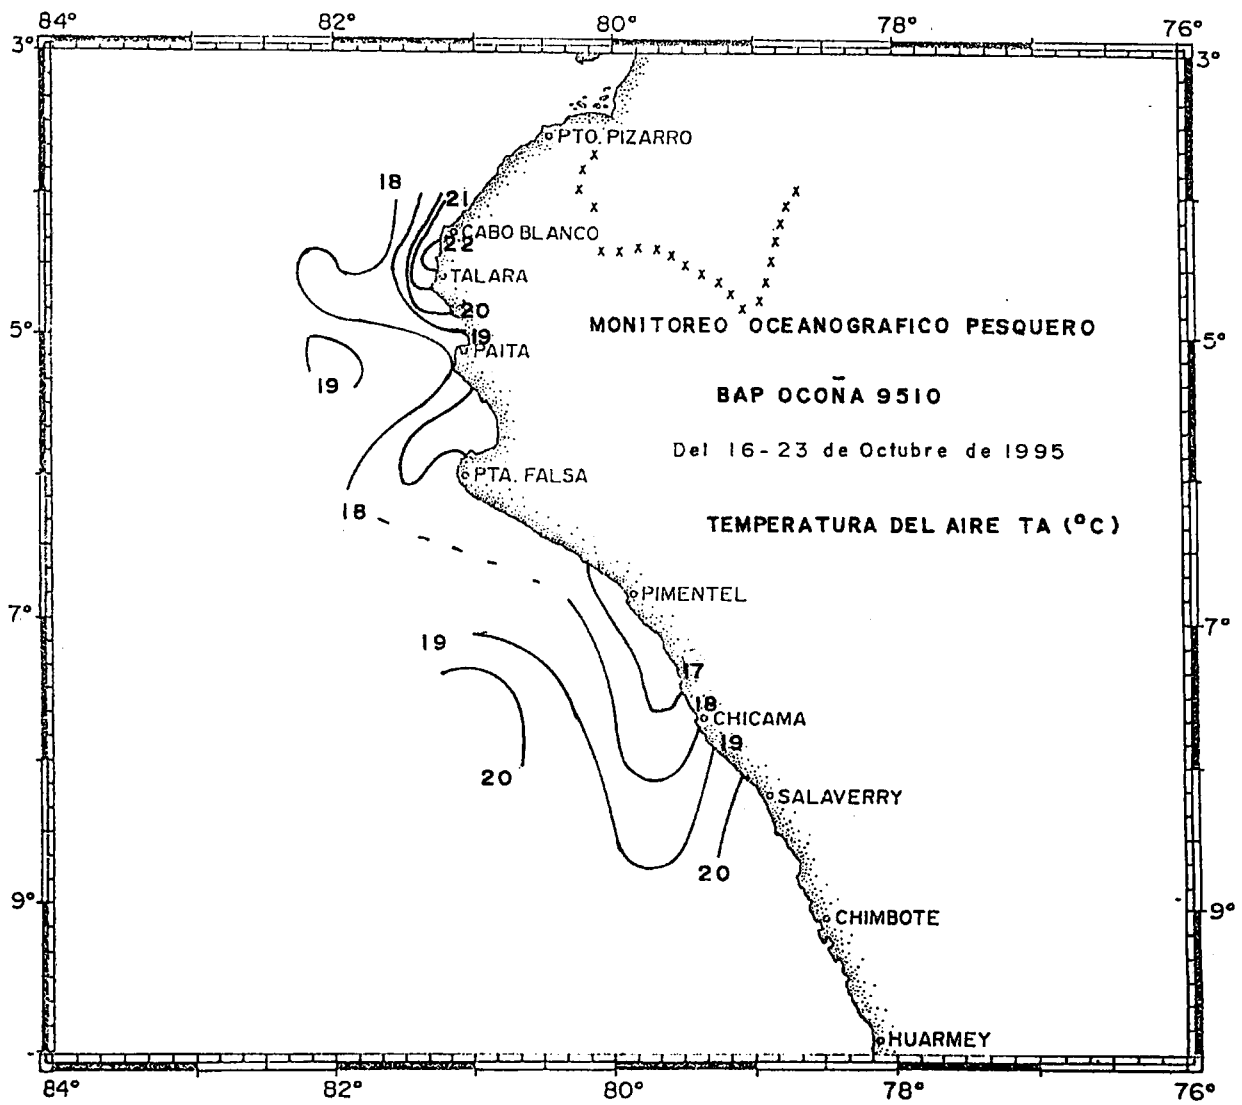 84° 82° 80° 78° 76°
3° 3°
PTO. PIZARRO
18
21
CABO BLANCO
22
TALARA
20
5° MONITOREO OCEANOGRAFICO PESQUERO 5°
19
PAITA
19
BAP OCOÑA 9510
Del 16-23 de Octubre de 1995
PTA. FALSA
18
TEMPERATURA DEL AIRE TA (°C)
PIMENTEL
7° 7°
19
17
18
CHICAMA
19
20
SALAVERRY
20
9° 9°
CHIMBOTE
HUARMEY
84° 82° 80° 78° 76°